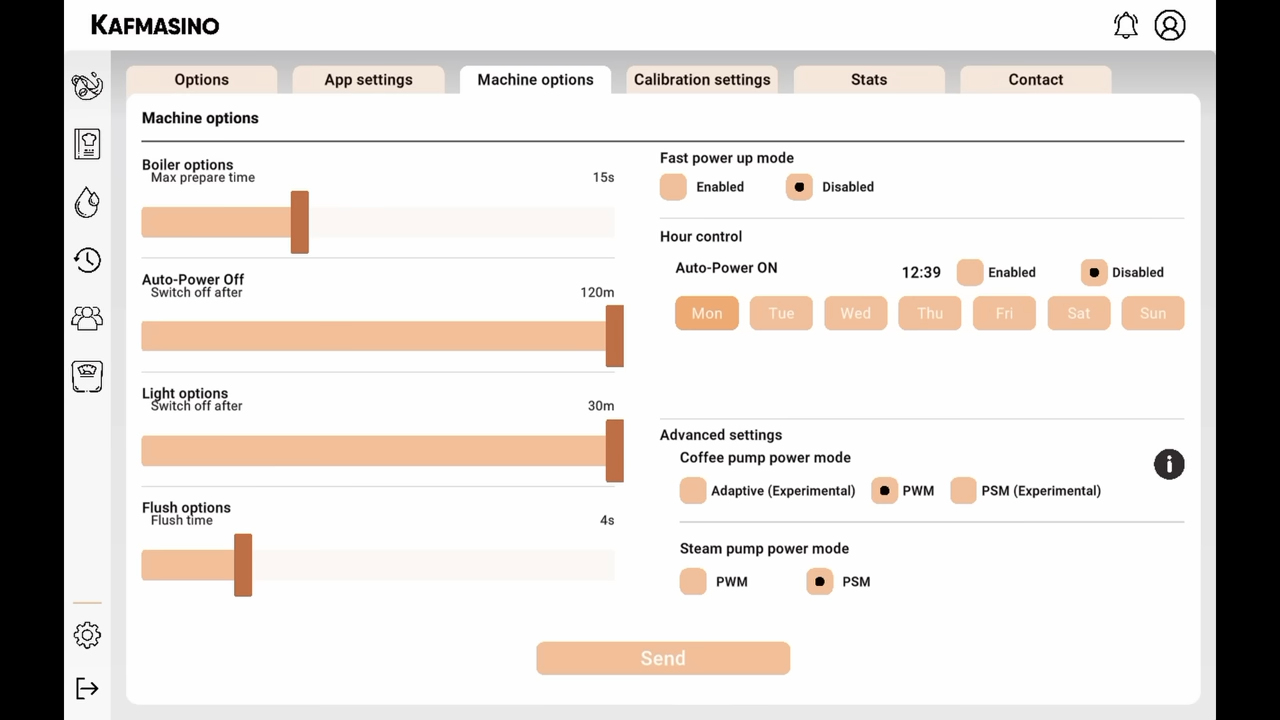 KAFMASINO
Options
App settings
Machine options
Calibration settings
Stats
Contact
Machine options
Boiler options
Max prepare time 15s
Auto-Power Off
Switch off after 120m
Light options
Switch off after 30m
Flush options
Flush time 4s
Fast power up mode
Enabled Disabled
Hour control
Auto-Power ON 12:39 Enabled Disabled
Mon Tue Wed Thu Fri Sat Sun
Advanced settings
Coffee pump power mode
i
Adaptive (Experimental) PWM PSM (Experimental)
Steam pump power mode
PWM PSM
Send